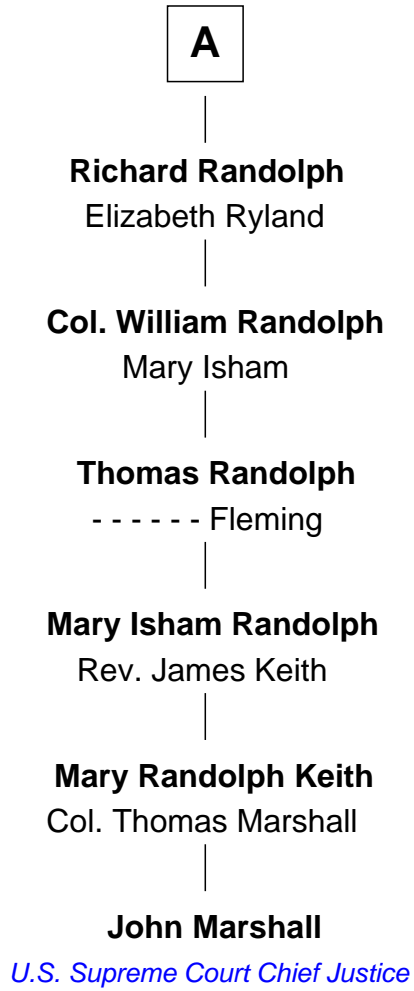 A
Richard Randolph
Elizabeth Ryland
Col. William Randolph
Mary Isham
Thomas Randolph
- - - - - - Fleming
Mary Isham Randolph
Rev. James Keith
Mary Randolph Keith
Col. Thomas Marshall
John Marshall
U.S. Supreme Court Chief Justice